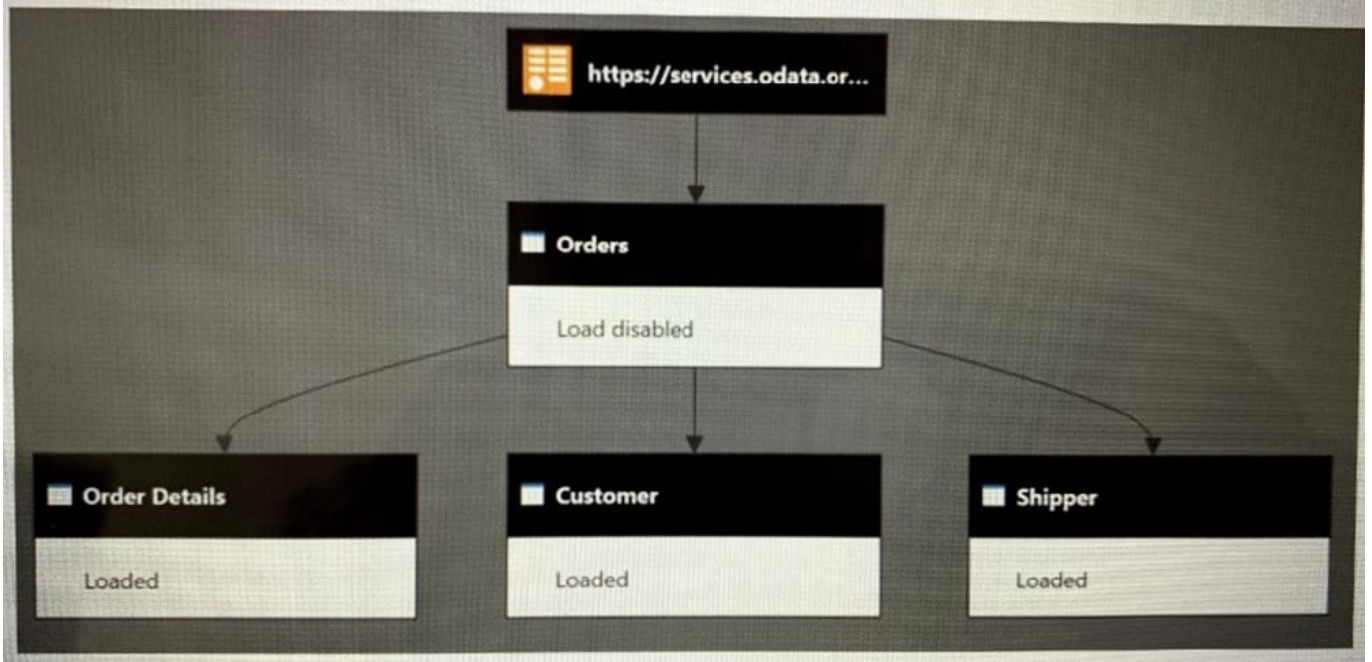 https://services.odata.or...
Orders
Load disabled
Order Details
Customer
Shipper
Loaded
Loaded
Loaded